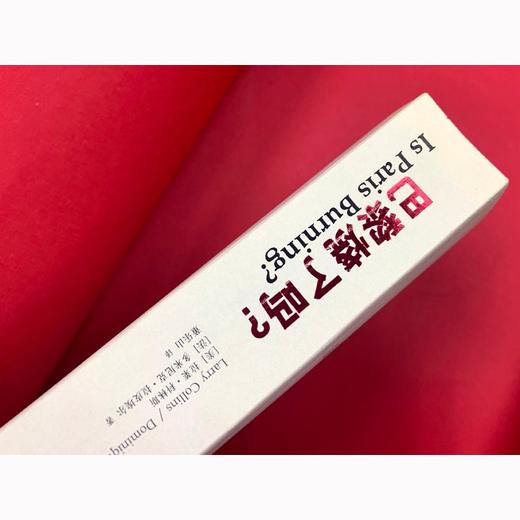 巴黎烧了吗?
Is Paris Burning?
[美] 拉莱·科林斯
[法] 多米尼克·拉皮埃尔 著
董乐山 译
Larry Collins / Dominiq